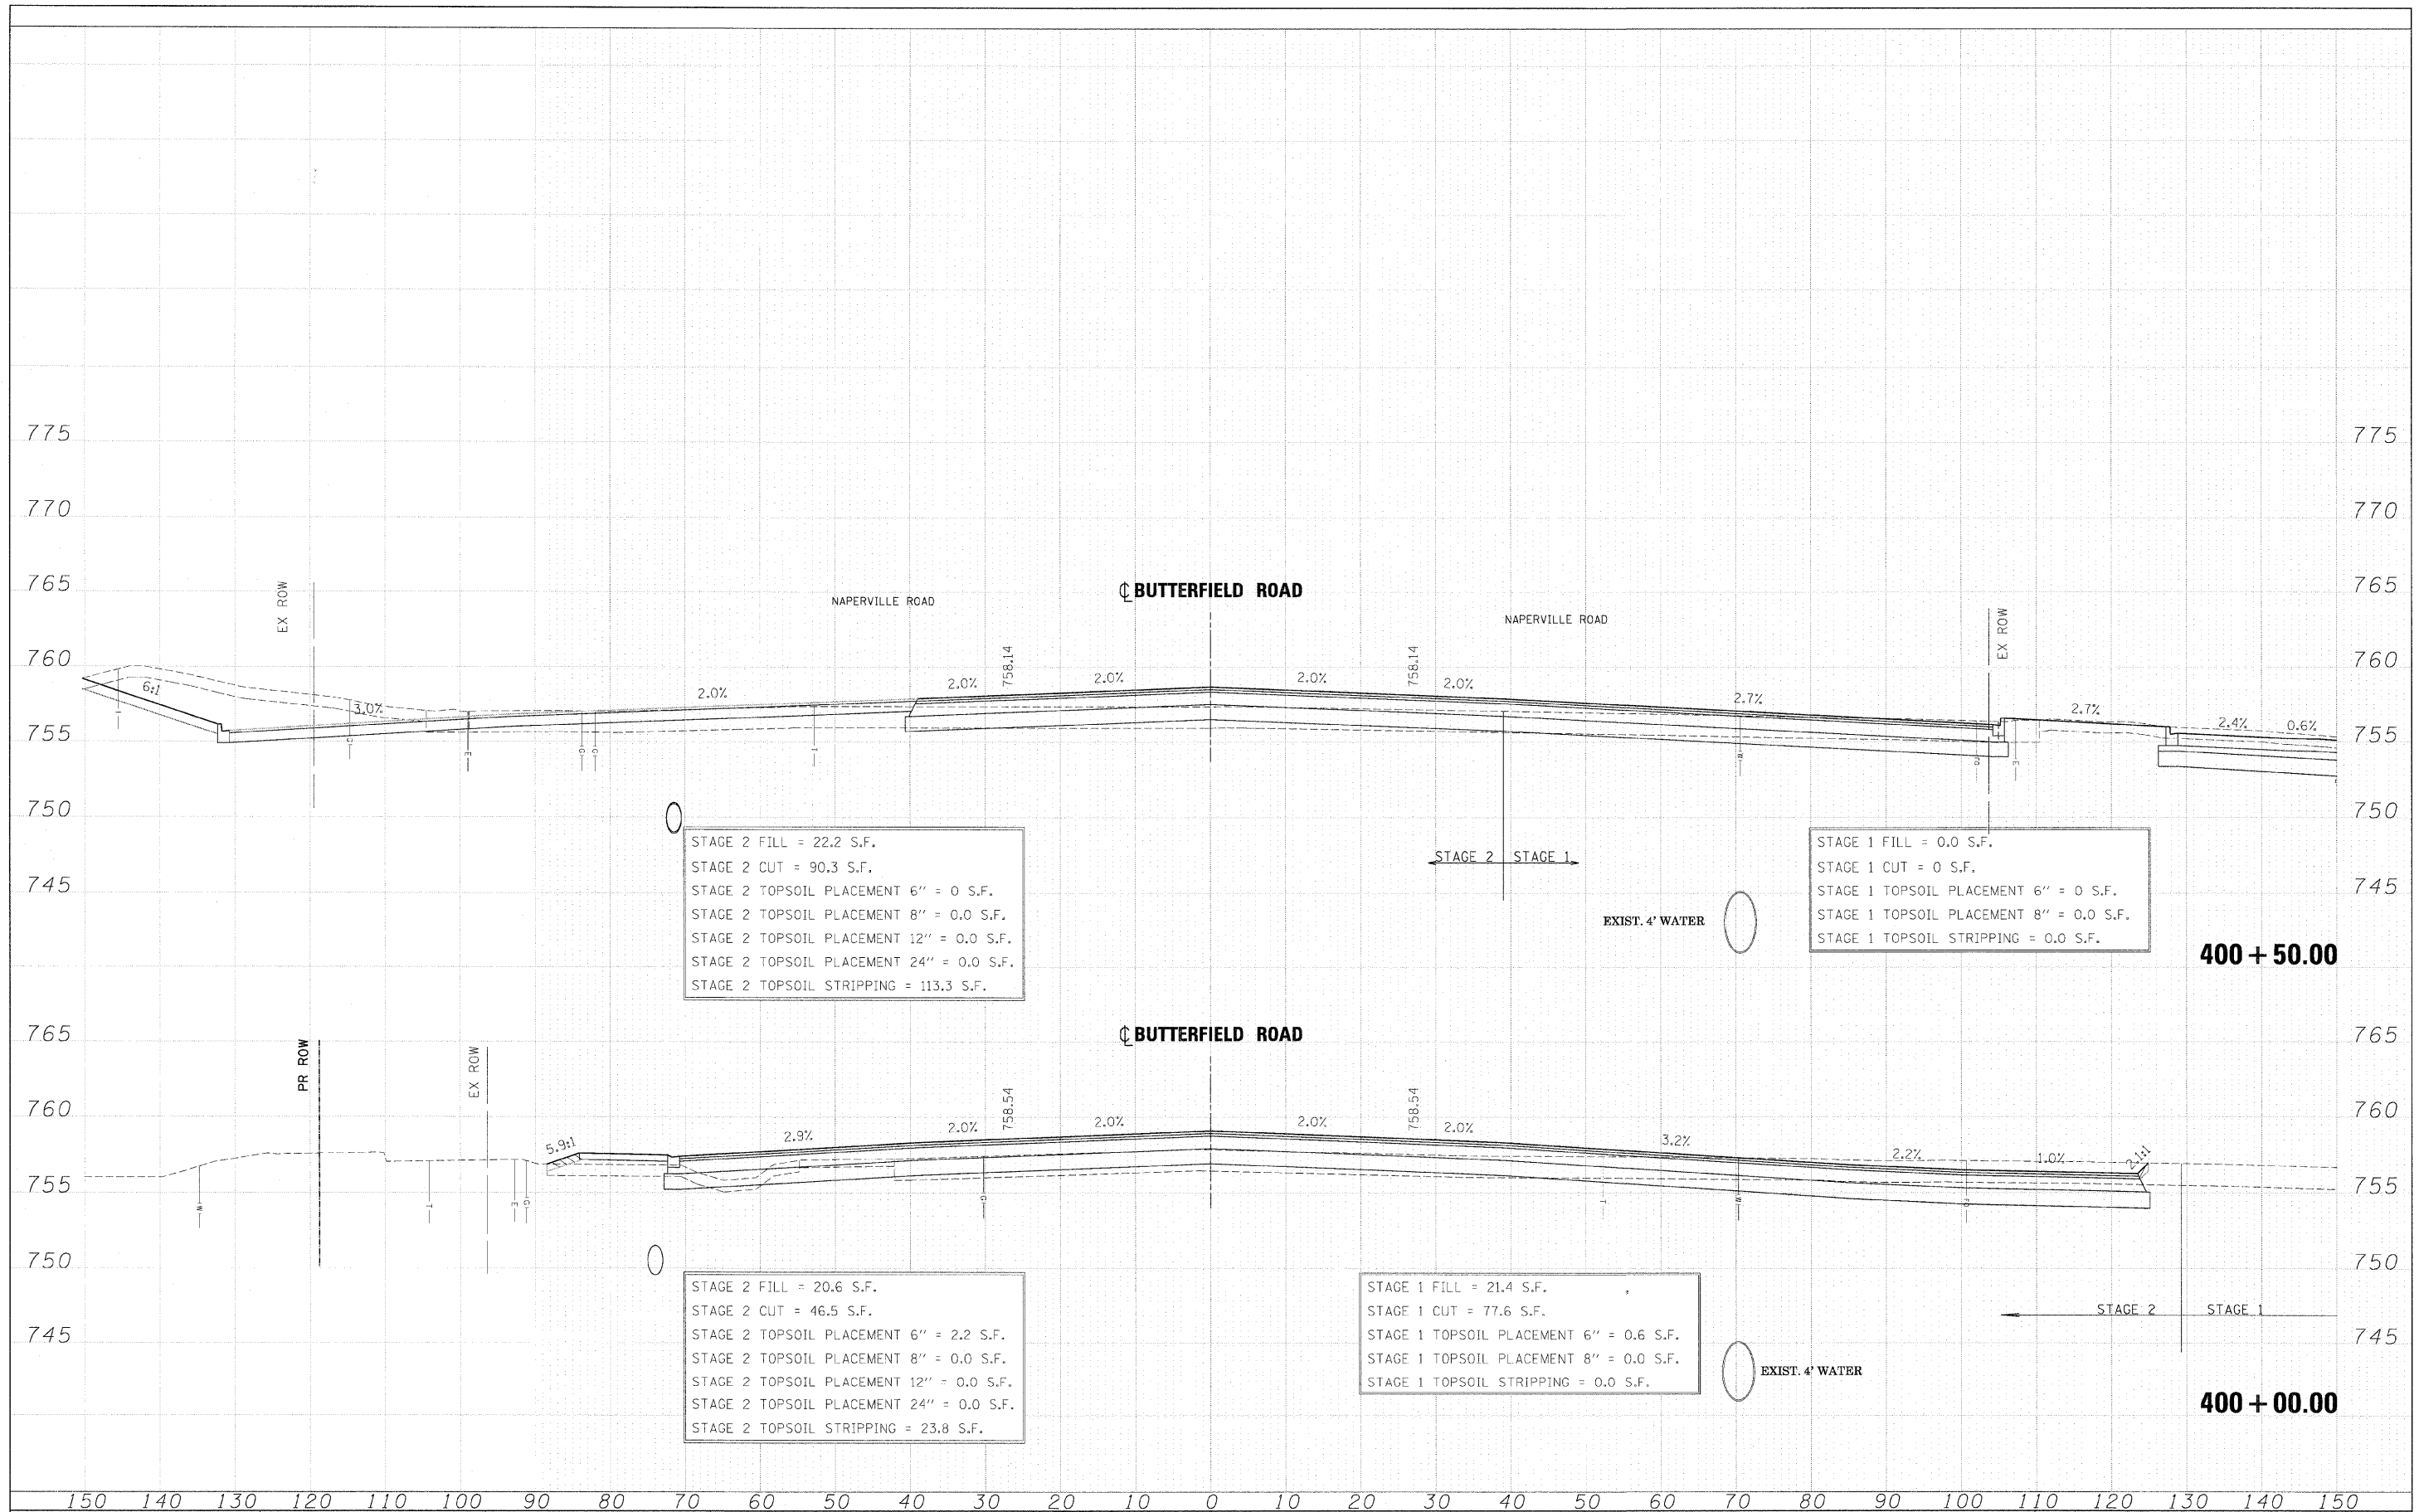 775 775
770 770
765 EX ROW ℄ BUTTERFIELD ROAD 765
NAPERVILLE ROAD NAPERVILLE ROAD EX ROW
760 758.14 758.14 760
6:1 3.0% 2.0% 2.0% 2.0% 2.0% 2.0% 2.7% 2.7% 2.4% 0.6%
755 755
T G E G G T W E
750 750
STAGE 2 FILL = 22.2 S.F.
STAGE 2 CUT = 90.3 S.F.
STAGE 2 TOPSOIL PLACEMENT 6" = 0 S.F.
STAGE 2 TOPSOIL PLACEMENT 8" = 0.0 S.F.
STAGE 2 TOPSOIL PLACEMENT 12" = 0.0 S.F.
STAGE 2 TOPSOIL PLACEMENT 24" = 0.0 S.F.
STAGE 2 TOPSOIL STRIPPING = 113.3 S.F.
STAGE 2 STAGE 1
STAGE 1 FILL = 0.0 S.F.
STAGE 1 CUT = 0 S.F.
STAGE 1 TOPSOIL PLACEMENT 6" = 0 S.F.
STAGE 1 TOPSOIL PLACEMENT 8" = 0.0 S.F.
STAGE 1 TOPSOIL STRIPPING = 0.0 S.F.
745 745
EXIST. 4' WATER
400 + 50.00
765 ℄ BUTTERFIELD ROAD 765
PR ROW EX ROW
760 758.54 758.54 760
5.9:1 2.9% 2.0% 2.0% 2.0% 2.0% 3.2% 2.2% 1.0% 2.1:1
755 755
W T E G G T W
750 750
STAGE 2 FILL = 20.6 S.F.
STAGE 2 CUT = 46.5 S.F.
STAGE 2 TOPSOIL PLACEMENT 6" = 2.2 S.F.
STAGE 2 TOPSOIL PLACEMENT 8" = 0.0 S.F.
STAGE 2 TOPSOIL PLACEMENT 12" = 0.0 S.F.
STAGE 2 TOPSOIL PLACEMENT 24" = 0.0 S.F.
STAGE 2 TOPSOIL STRIPPING = 23.8 S.F.
STAGE 1 FILL = 21.4 S.F.
STAGE 1 CUT = 77.6 S.F.
STAGE 1 TOPSOIL PLACEMENT 6" = 0.6 S.F.
STAGE 1 TOPSOIL PLACEMENT 8" = 0.0 S.F.
STAGE 1 TOPSOIL STRIPPING = 0.0 S.F.
STAGE 2 STAGE 1
745 745
EXIST. 4' WATER
400 + 00.00
150 140 130 120 110 100 90 80 70 60 50 40 30 20 10 0 10 20 30 40 50 60 70 80 90 100 110 120 130 140 150